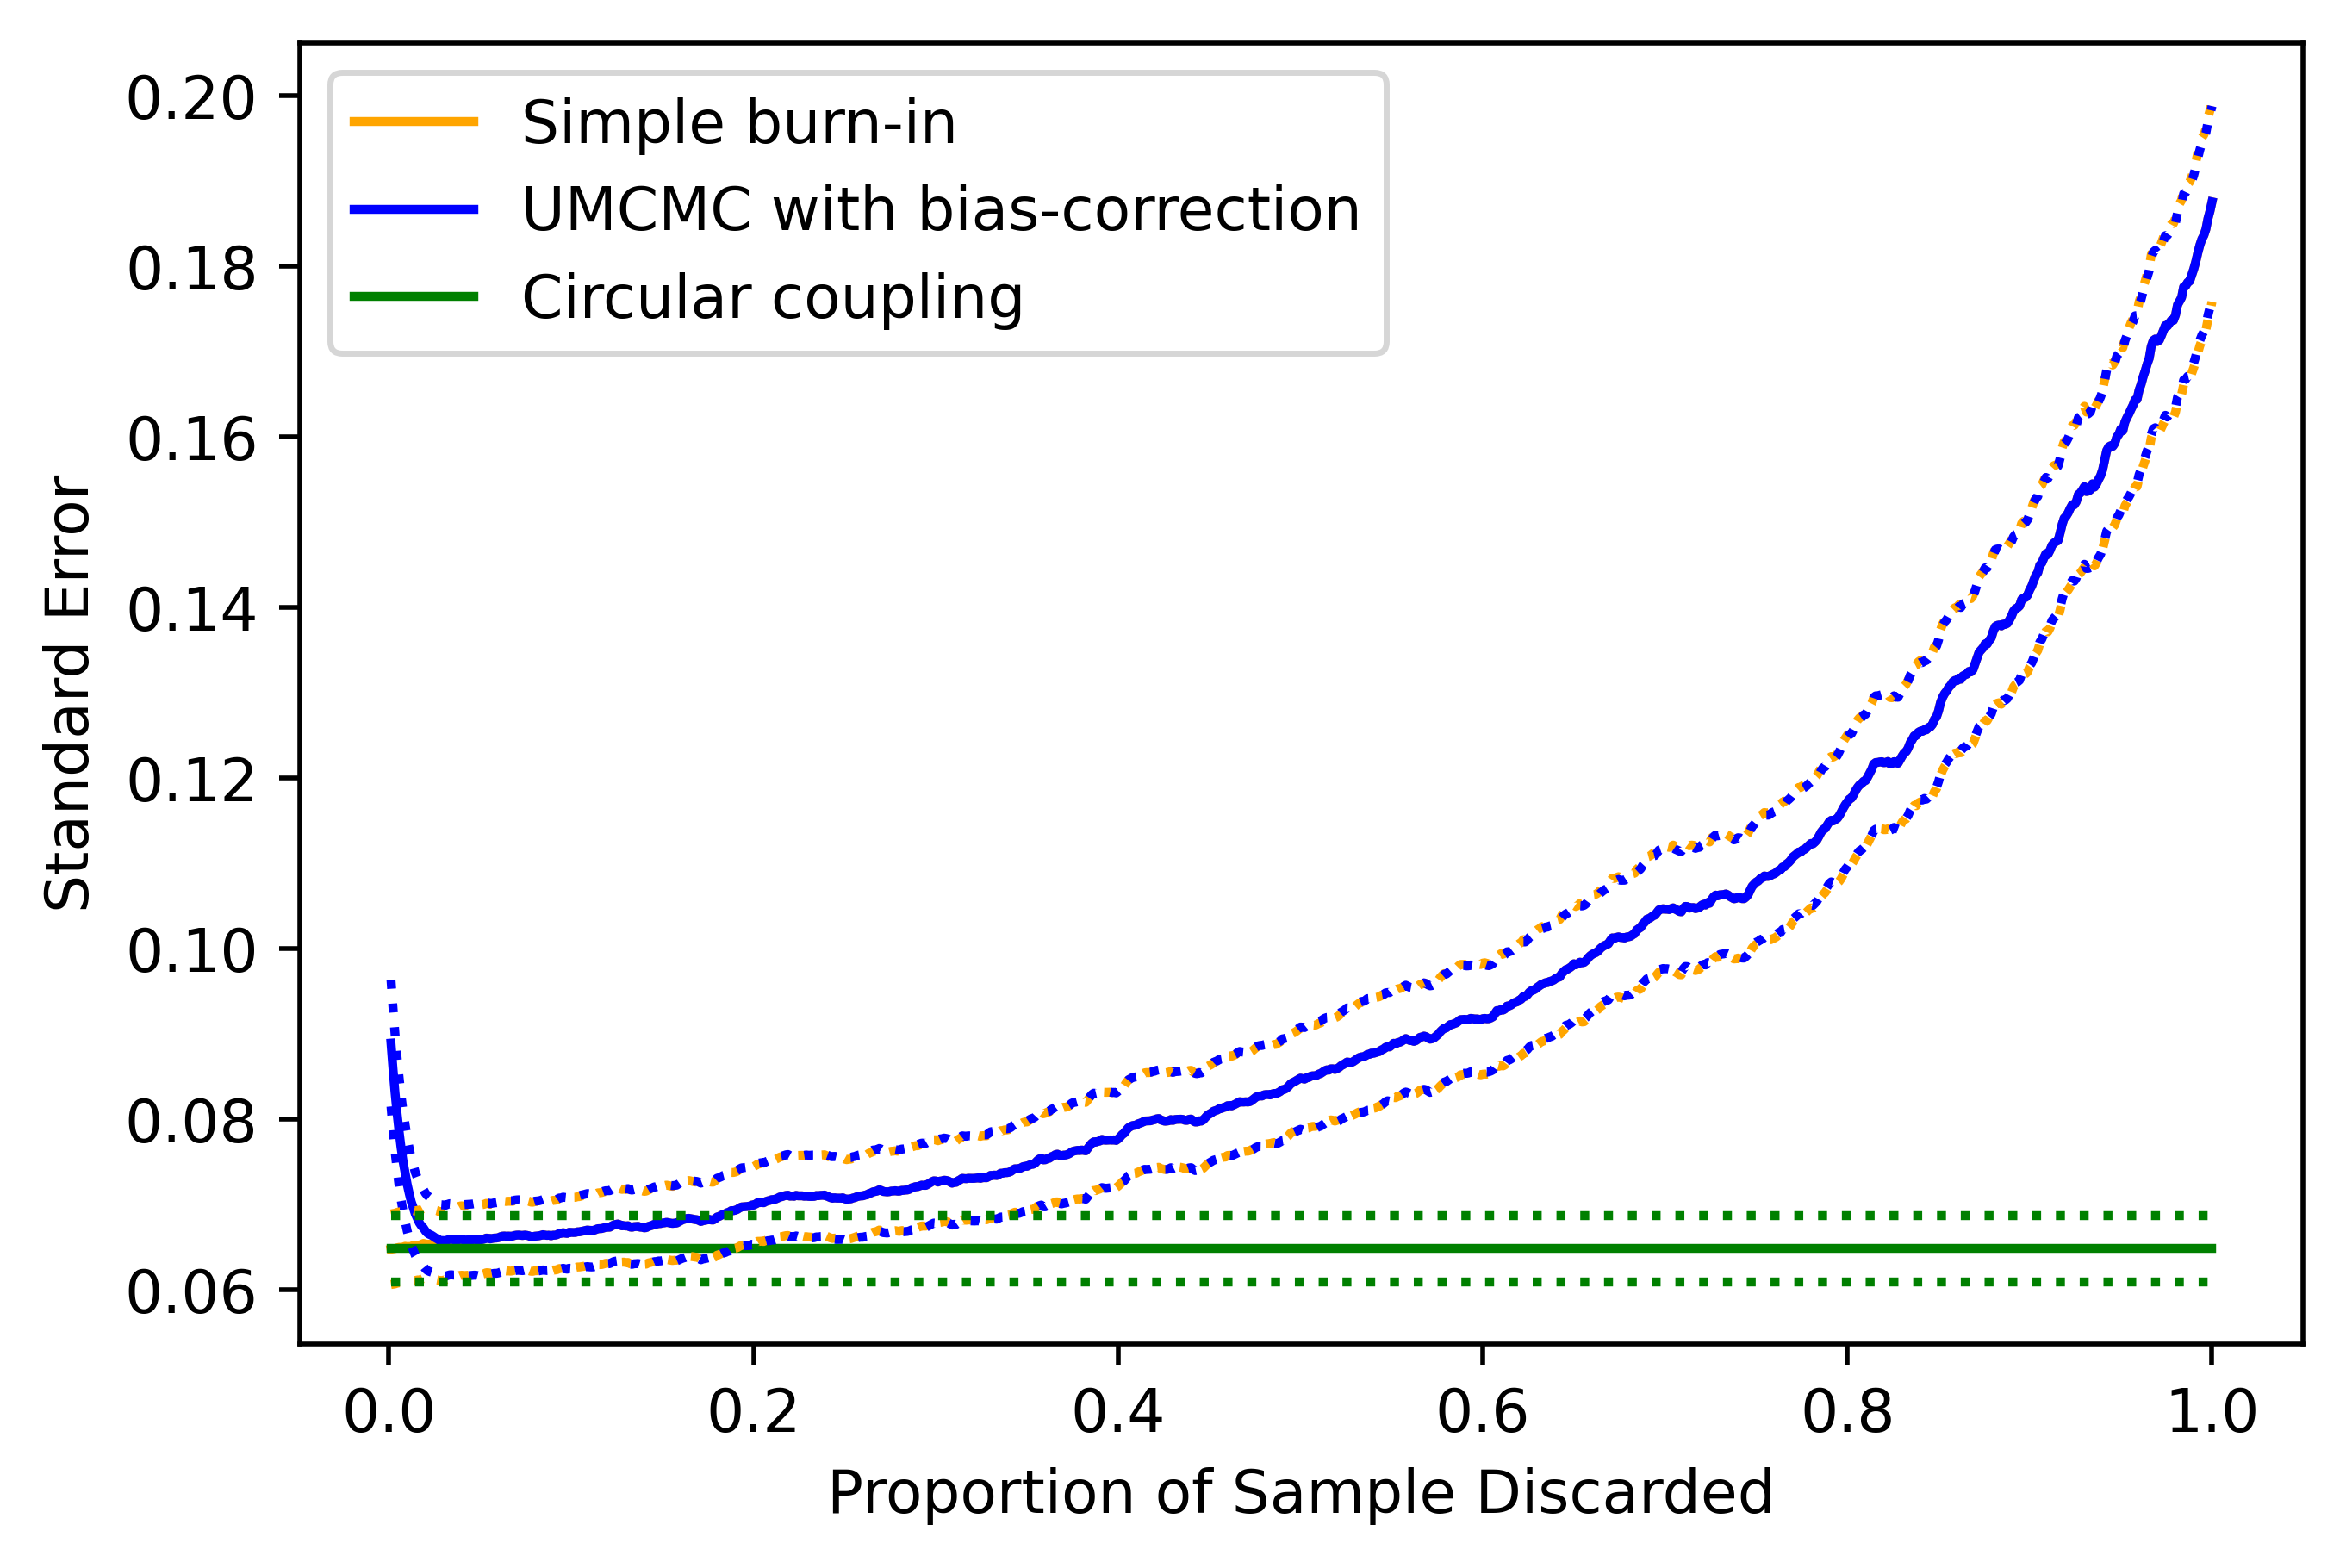 Simple burn-in
UMCMC with bias-correction
Circular coupling
0.20
0.18
0.16
0.14
0.12
0.10
0.08
0.06
Standard Error
0.0 0.2 0.4 0.6 0.8 1.0
Proportion of Sample Discarded